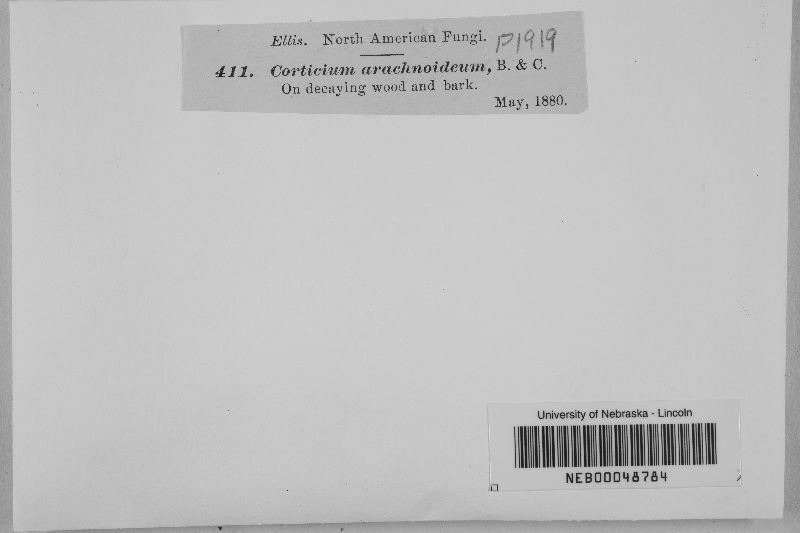 Ellis. North American Fungi. P1919
411. Corticium arachnoideum, B. & C.
On decaying wood and bark.
May, 1880.
University of Nebraska - Lincoln
NEB00048784